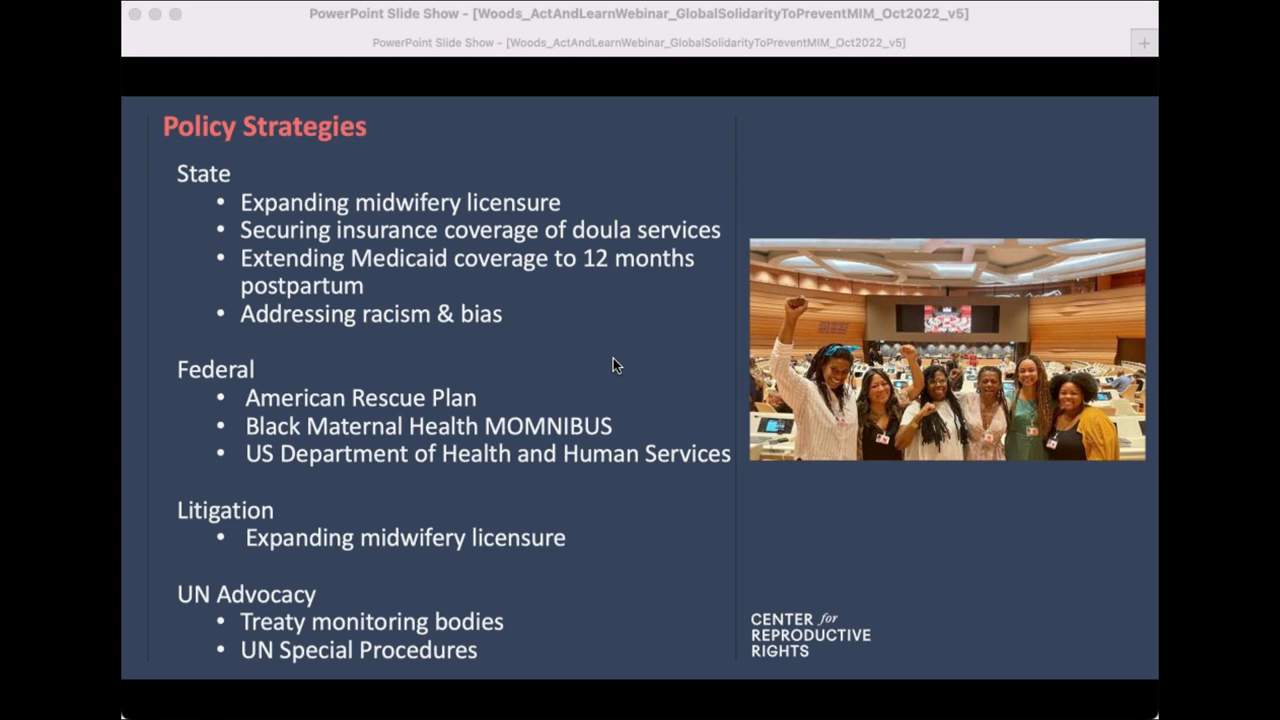 PowerPoint Slide Show - [Woods_ActAndLearnWebinar_GlobalSolidarityToPreventMIM_Oct2022_v5]
PowerPoint Slide Show - [Woods_ActAndLearnWebinar_GlobalSolidarityToPreventMIM_Oct2022_v5]
Policy Strategies
State
• Expanding midwifery licensure
• Securing insurance coverage of doula services
• Extending Medicaid coverage to 12 months
postpartum
• Addressing racism & bias
Federal
• American Rescue Plan
• Black Maternal Health MOMNIBUS
• US Department of Health and Human Services
Litigation
• Expanding midwifery licensure
UN Advocacy
• Treaty monitoring bodies
• UN Special Procedures
CENTER for
REPRODUCTIVE
RIGHTS